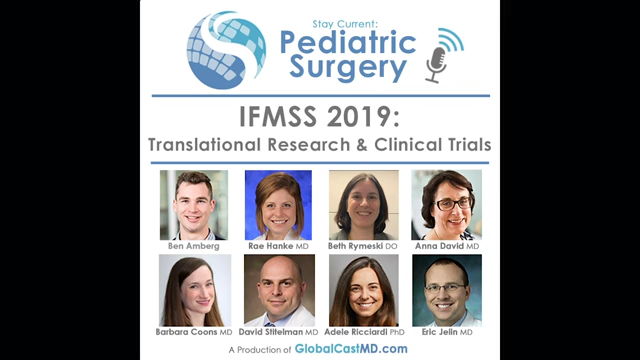 Stay Current:
Pediatric
Surgery
IFMSS 2019:
Translational Research & Clinical Trials
Ben Amberg
Rae Hanke MD
Beth Rymeski DO
Anna David MD
Barbara Coons MD
David Stitelman MD
Adele Ricciardi PhD
Eric Jelin MD
A Production of GlobalCastMD.com